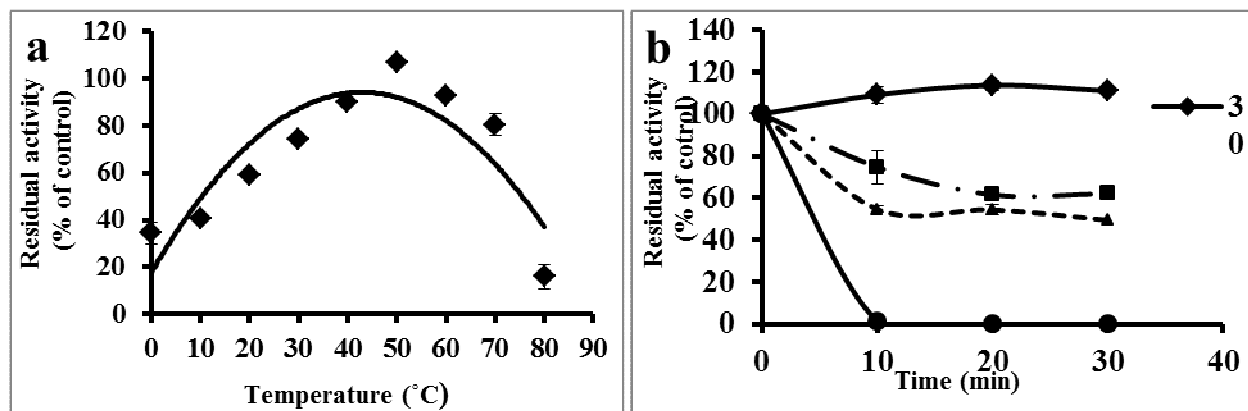 a
Residual activity
(% of control)
120
100
80
60
40
20
0
0 10 20 30 40 50 60 70 80 90
Temperature (˚C)
b
Residual activity
(% of cotrol)
140
120
100
80
60
40
20
0
0 10 20 30 40
Time (min)
3
0